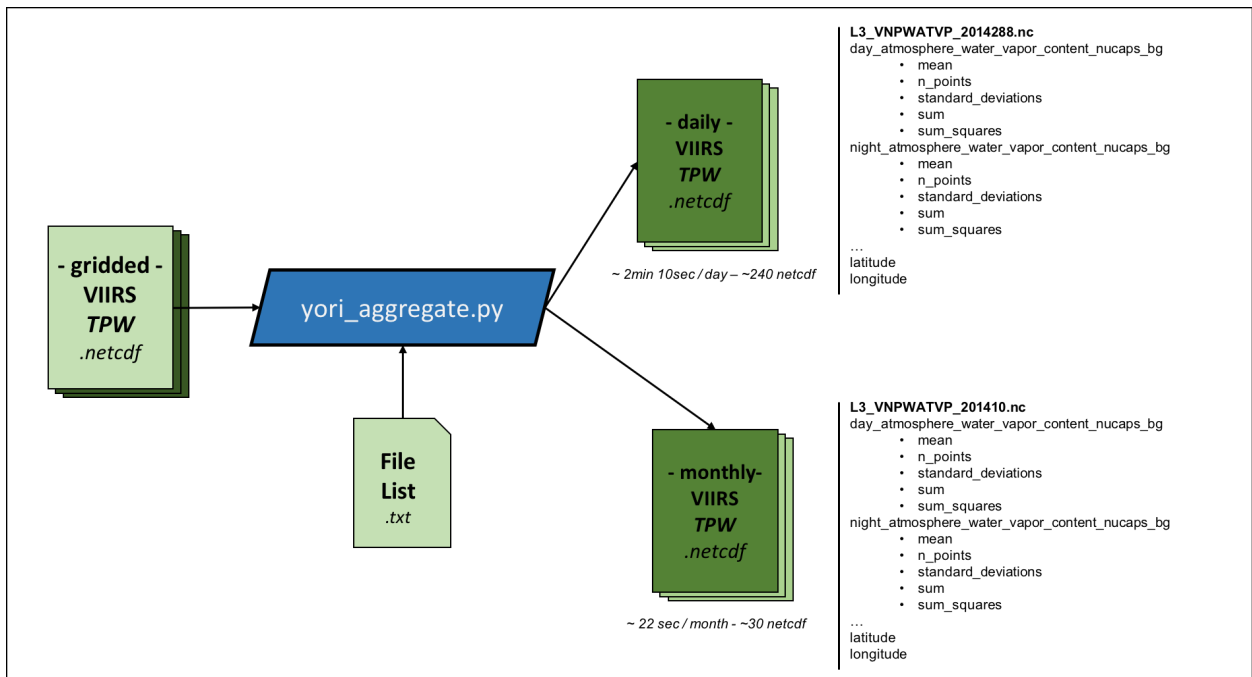 - gridded -
VIIRS
TPW
.netcdf
yori_aggregate.py
File
List
.txt
- daily -
VIIRS
TPW
.netcdf
~ 2min 10sec / day – ~240 netcdf
- monthly-
VIIRS
TPW
.netcdf
~ 22 sec / month - ~30 netcdf
L3_VNPWATVP_2014288.nc
day_atmosphere_water_vapor_content_nucaps_bg
• mean
• n_points
• standard_deviations
• sum
• sum_squares
night_atmosphere_water_vapor_content_nucaps_bg
• mean
• n_points
• standard_deviations
• sum
• sum_squares
…
latitude
longitude
L3_VNPWATVP_201410.nc
day_atmosphere_water_vapor_content_nucaps_bg
• mean
• n_points
• standard_deviations
• sum
• sum_squares
night_atmosphere_water_vapor_content_nucaps_bg
• mean
• n_points
• standard_deviations
• sum
• sum_squares
…
latitude
longitude